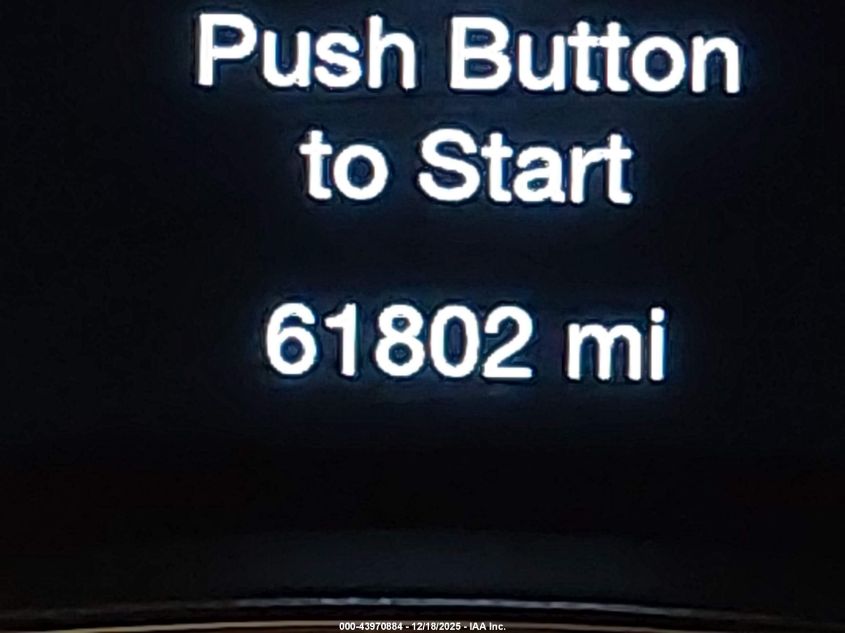 Push Button
to Start
61802 mi
000-43970884 - 12/18/2025 - IAA Inc.